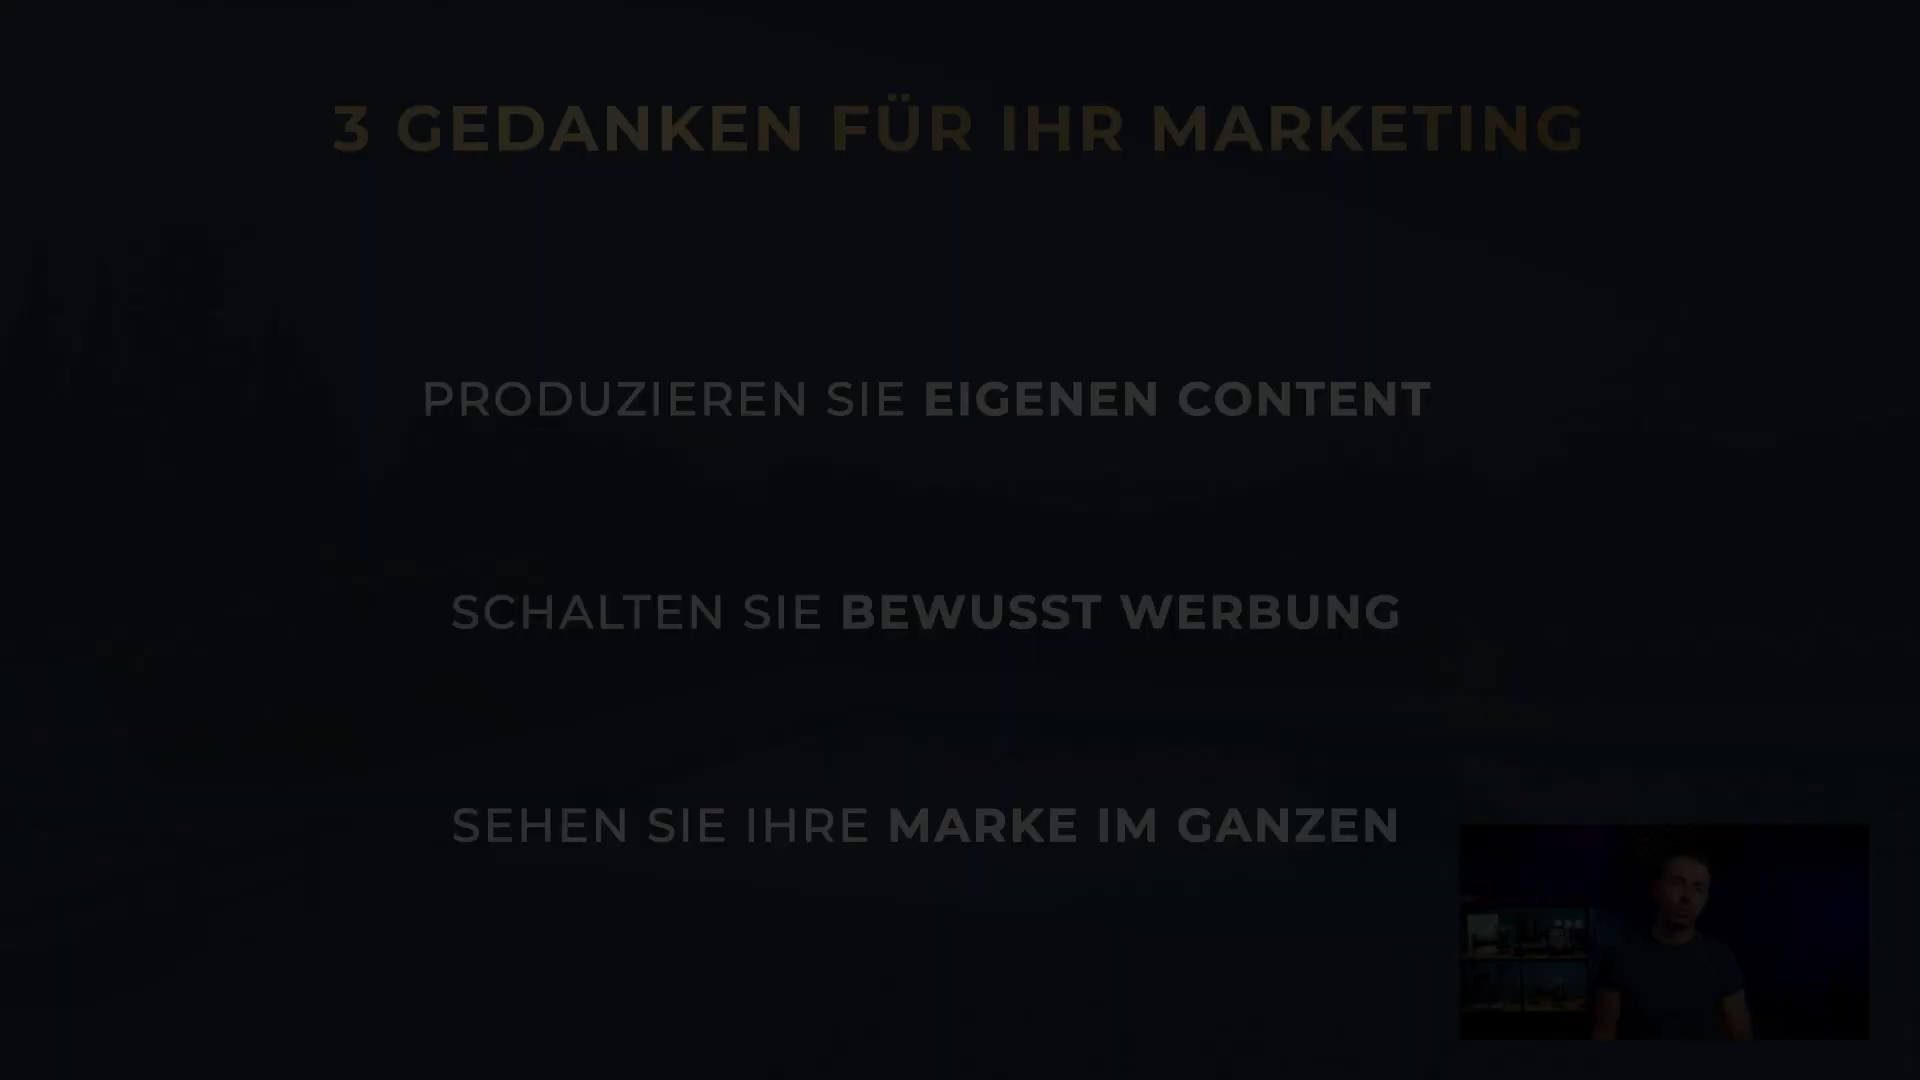 3 GEDANKEN FÜR IHR MARKETING
PRODUZIEREN SIE EIGENEN CONTENT
SCHALTEN SIE BEWUSST WERBUNG
SEHEN SIE IHRE MARKE IM GANZEN